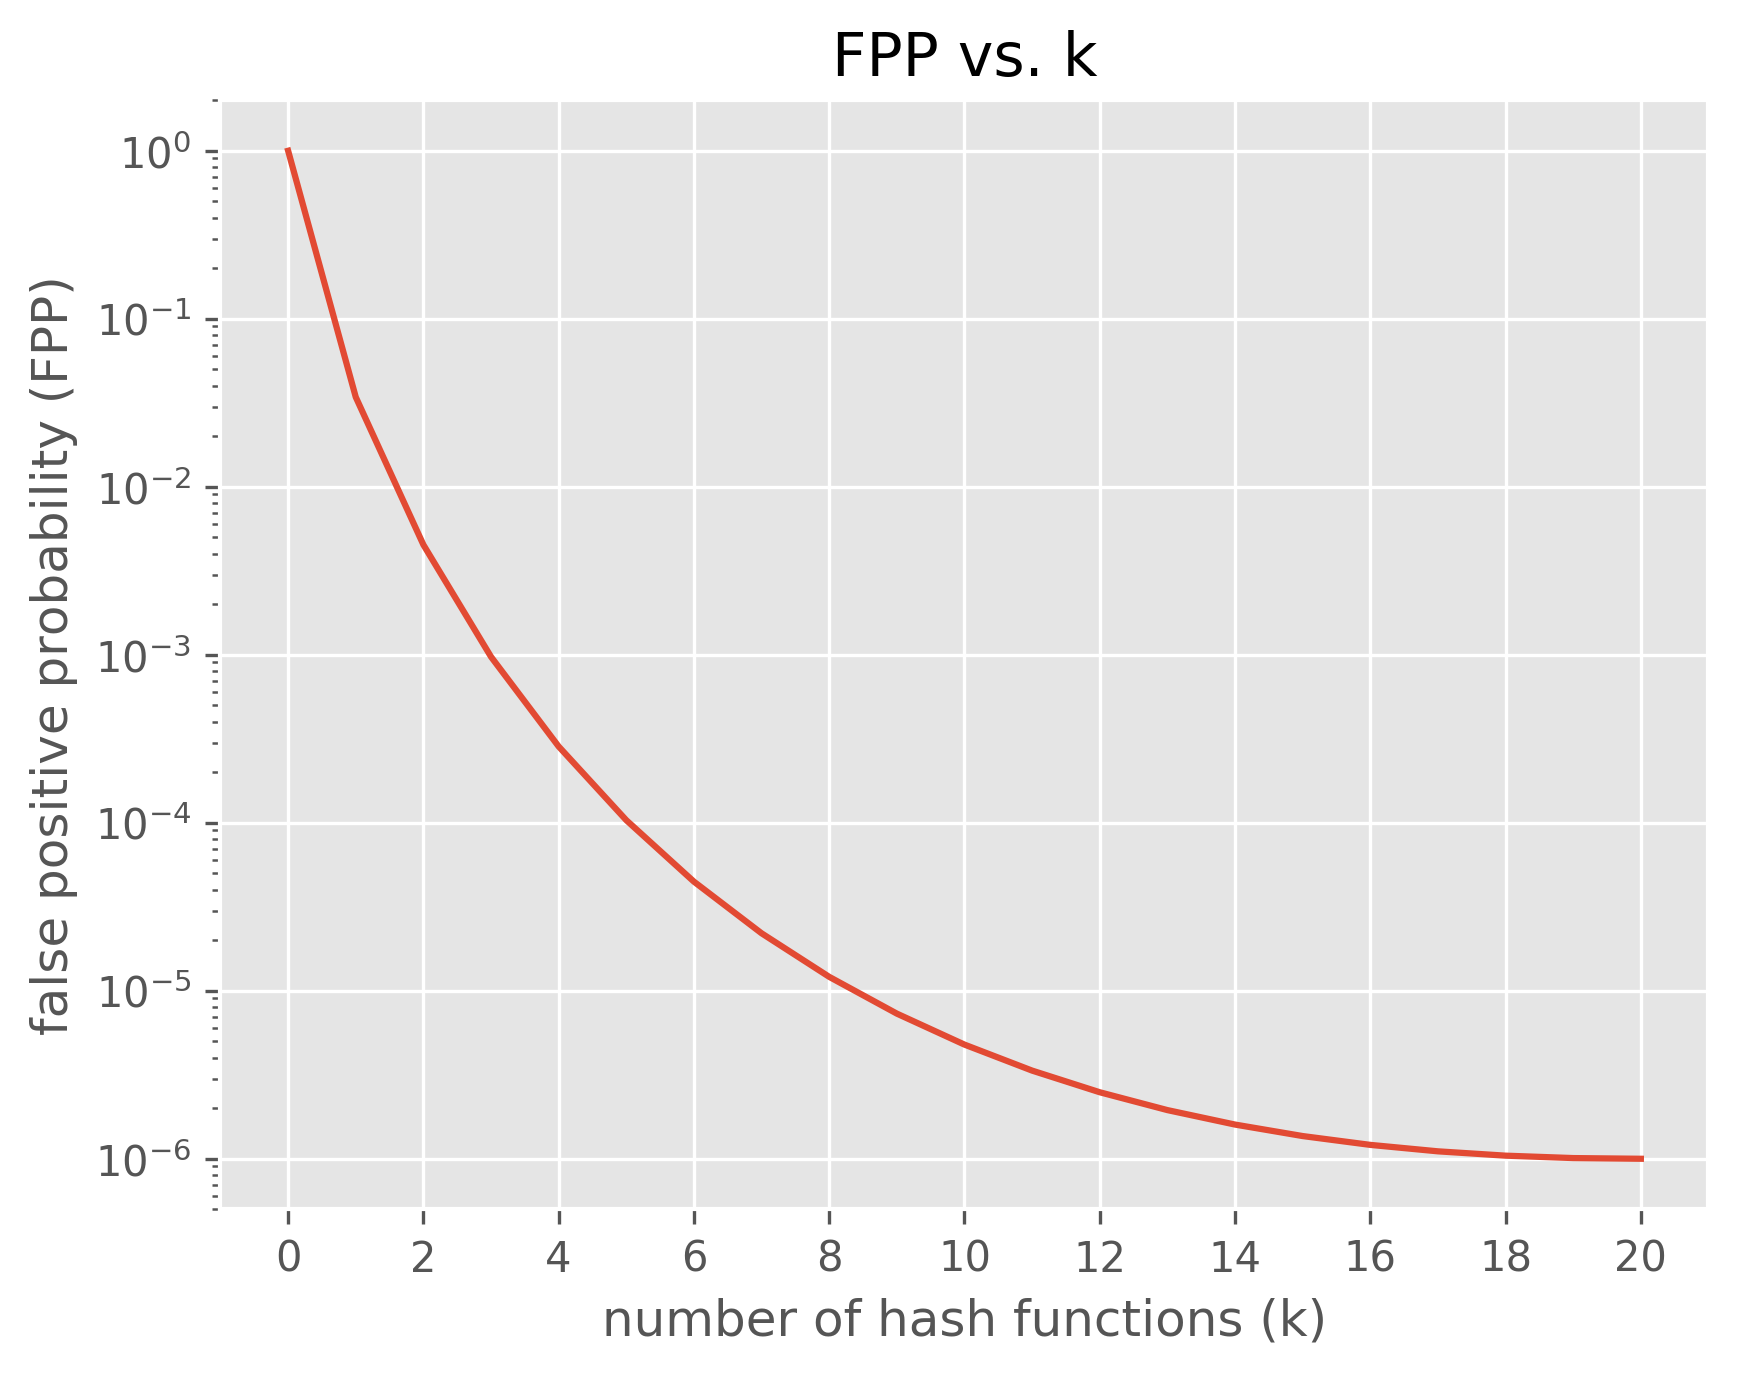 FPP vs. k
false positive probability (FPP)
10⁰
10⁻¹
10⁻²
10⁻³
10⁻⁴
10⁻⁵
10⁻⁶
0 2 4 6 8 10 12 14 16 18 20
number of hash functions (k)